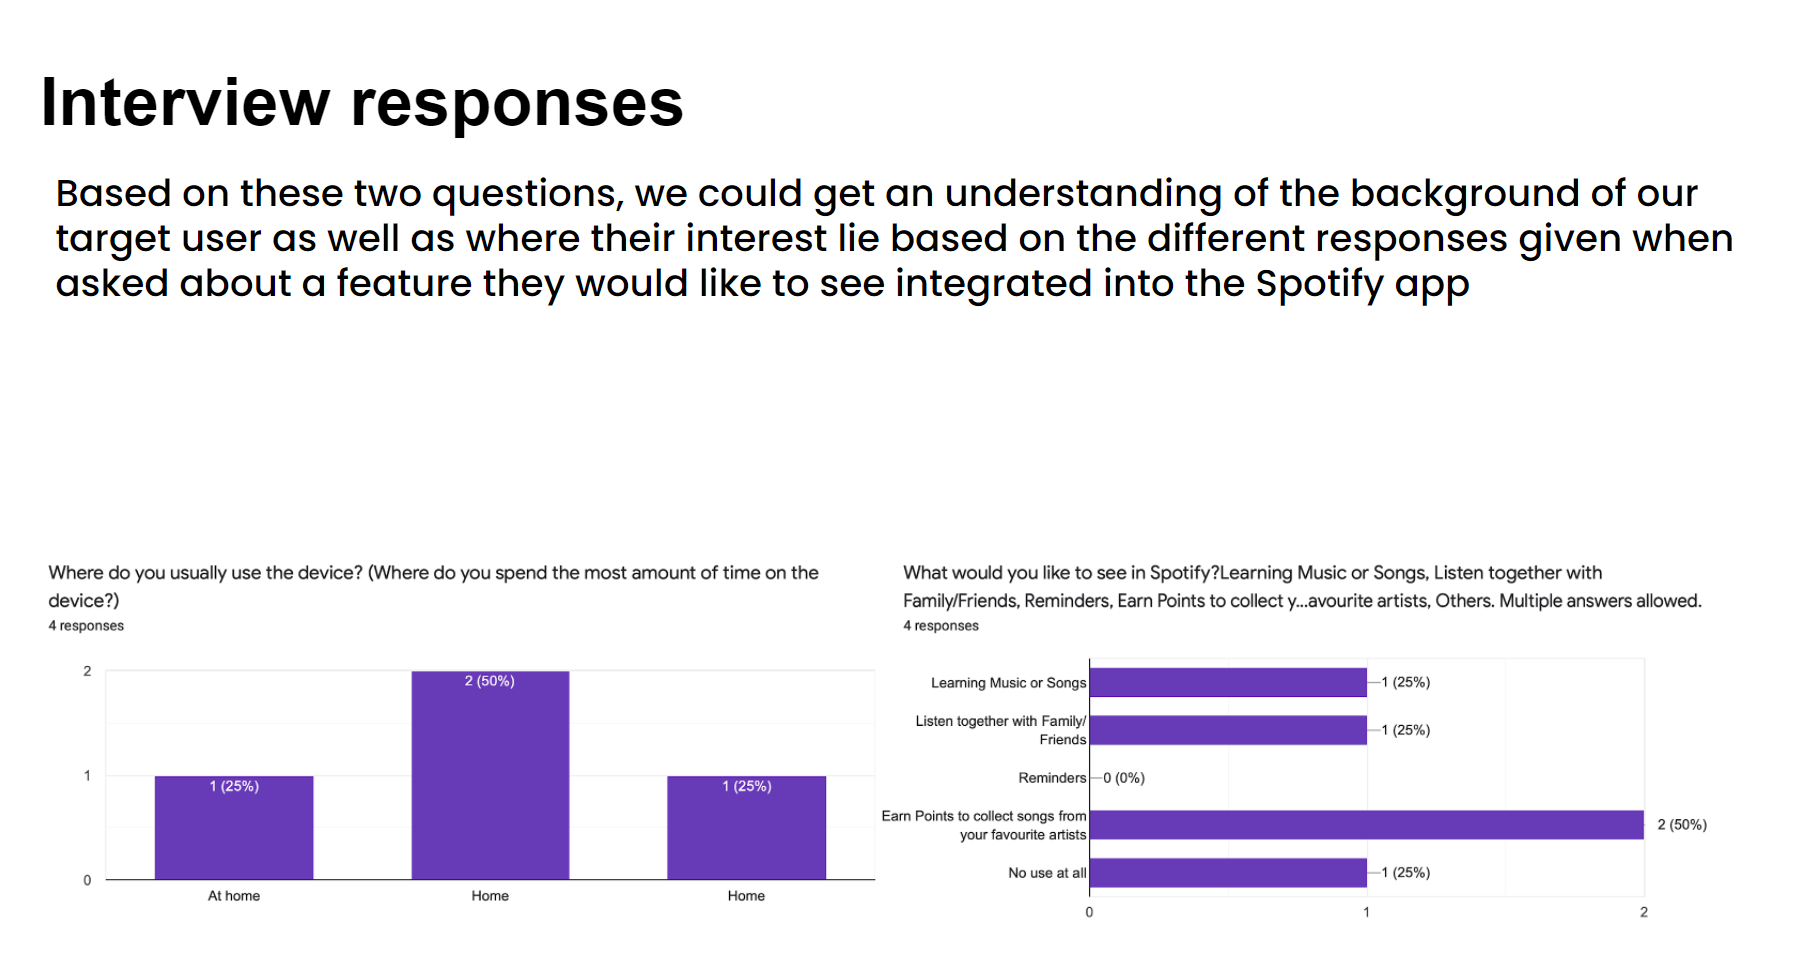 Interview responses
Based on these two questions, we could get an understanding of the background of our
target user as well as where their interest lie based on the different responses given when
asked about a feature they would like to see integrated into the Spotify app
Where do you usually use the device? (Where do you spend the most amount of time on the
device?)
4 responses
2
1
0
1 (25%)
2 (50%)
1 (25%)
At home
Home
Home
What would you like to see in Spotify?Learning Music or Songs, Listen together with
Family/Friends, Reminders, Earn Points to collect y...avourite artists, Others. Multiple answers allowed.
4 responses
Learning Music or Songs
1 (25%)
Listen together with Family/
Friends
1 (25%)
Reminders
0 (0%)
Earn Points to collect songs from
your favourite artists
2 (50%)
No use at all
1 (25%)
0
1
2